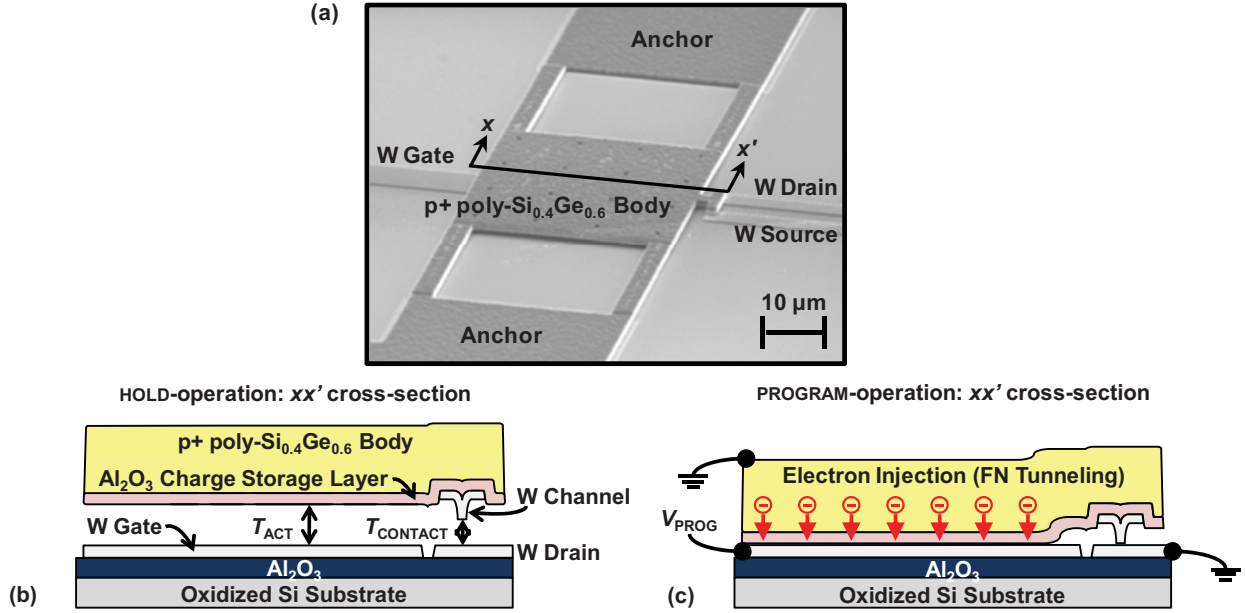 (a)
Anchor
x
x'
W Gate
W Drain
p+ poly-Si0.4Ge0.6 Body
W Source
10 μm
Anchor
HOLD-operation: xx' cross-section
p+ poly-Si0.4Ge0.6 Body
Al2O3 Charge Storage Layer
W Channel
W Gate
TACT
TCONTACT
W Drain
Al2O3
(b)
Oxidized Si Substrate
PROGRAM-operation: xx' cross-section
Electron Injection (FN Tunneling)
VPROG
Al2O3
(c)
Oxidized Si Substrate